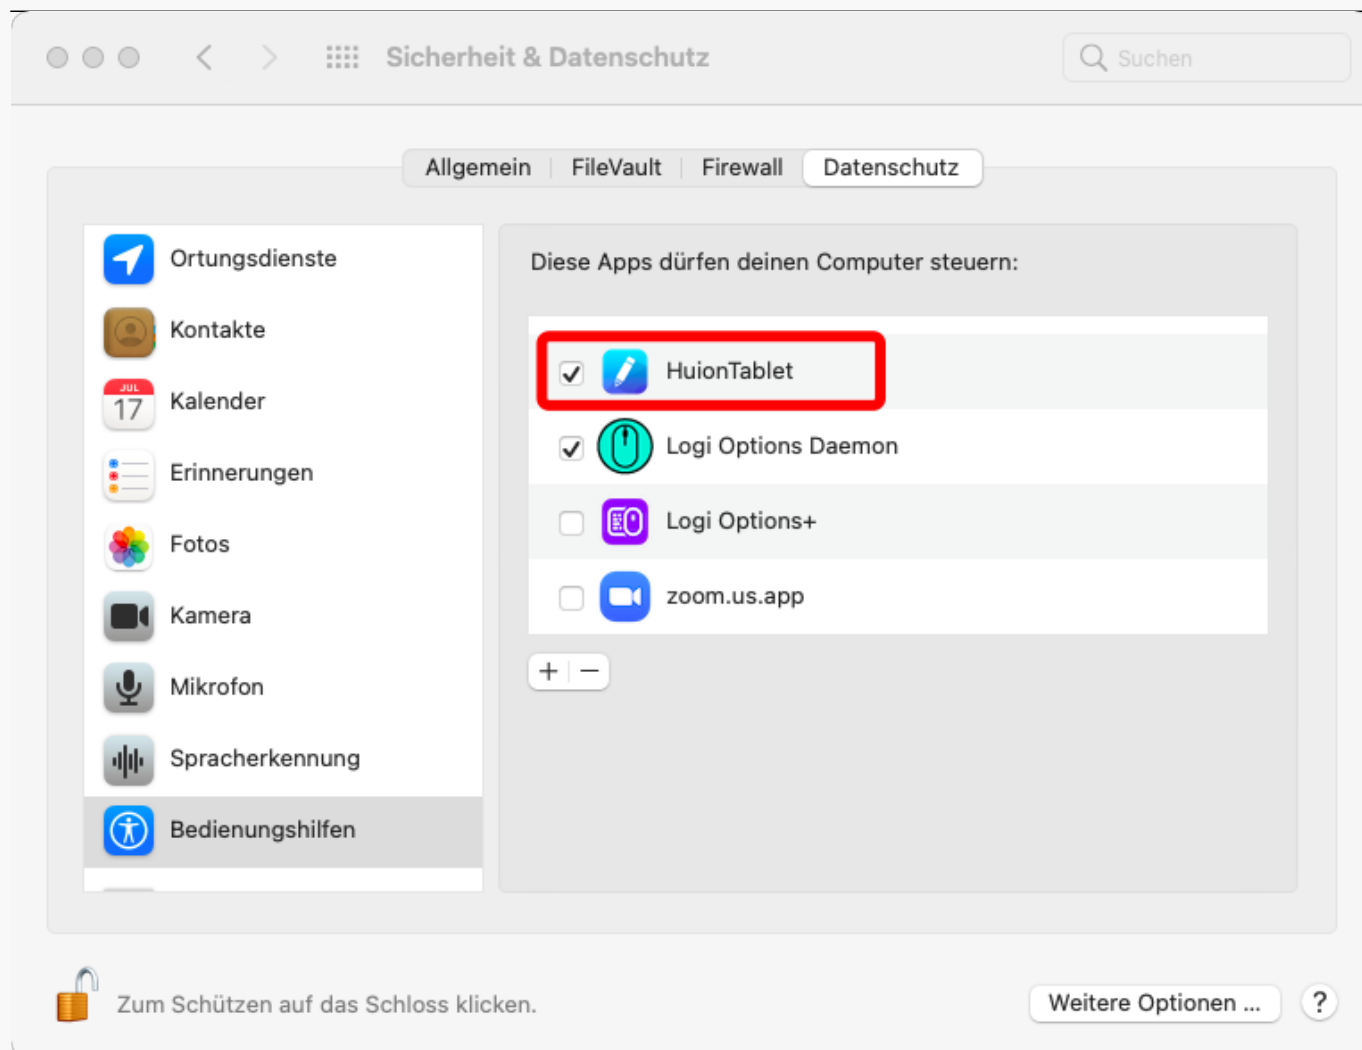 Sicherheit & Datenschutz
Suchen
Allgemein
FileVault
Firewall
Datenschutz
Ortungsdienste
Kontakte
JUL
17
Kalender
Erinnerungen
Fotos
Kamera
Mikrofon
Spracherkennung
Bedienungshilfen
Diese Apps dürfen deinen Computer steuern:
HuionTablet
Logi Options Daemon
Logi Options+
zoom.us.app
+ −
Zum Schützen auf das Schloss klicken.
Weitere Optionen ...
?